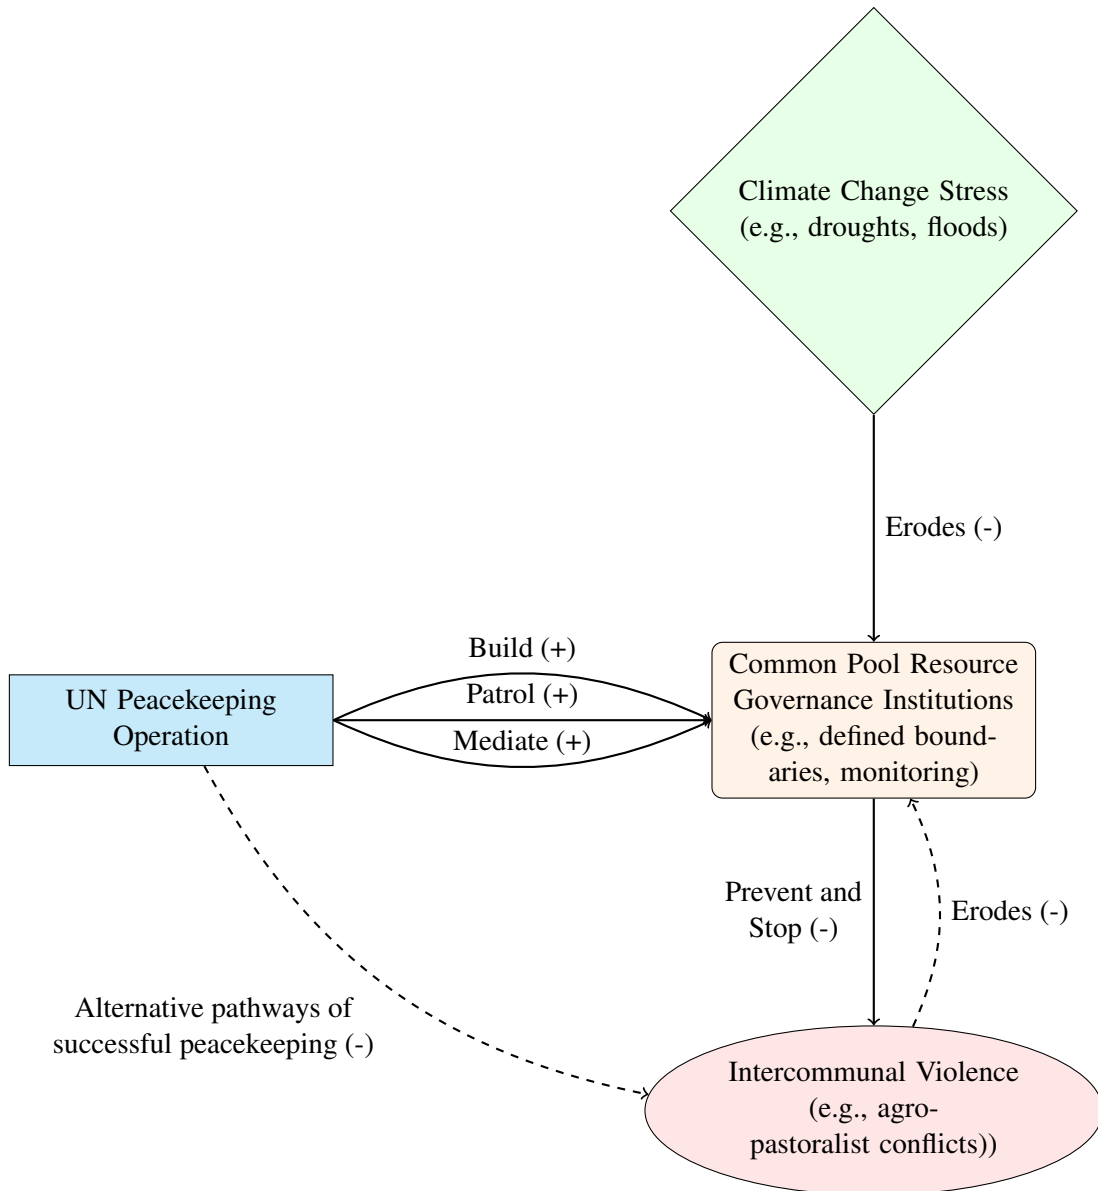 Climate Change Stress
(e.g., droughts, floods)
Erodes (-)
Build (+)
Patrol (+)
Mediate (+)
UN Peacekeeping
Operation
Common Pool Resource
Governance Institutions
(e.g., defined bound-
aries, monitoring)
Prevent and
Stop (-)
Erodes (-)
Alternative pathways of
successful peacekeeping (-)
Intercommunal Violence
(e.g., agro-
pastoralist conflicts))